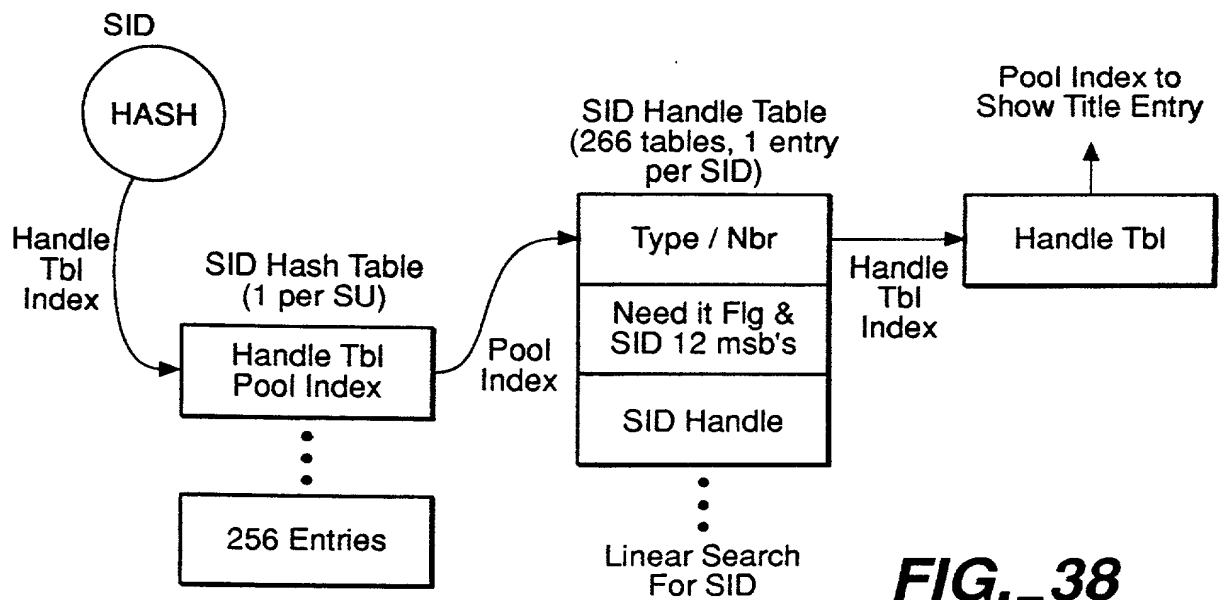 SID
HASH
Handle
Tbl
Index
SID Hash Table
(1 per SU)
Handle Tbl
Pool Index
256 Entries
Pool
Index
SID Handle Table
(266 tables, 1 entry
per SID)
Type / Nbr
Need it Flg &
SID 12 msb's
SID Handle
Linear Search
For SID
Handle
Tbl
Index
Pool Index to
Show Title Entry
Handle Tbl
FIG._38